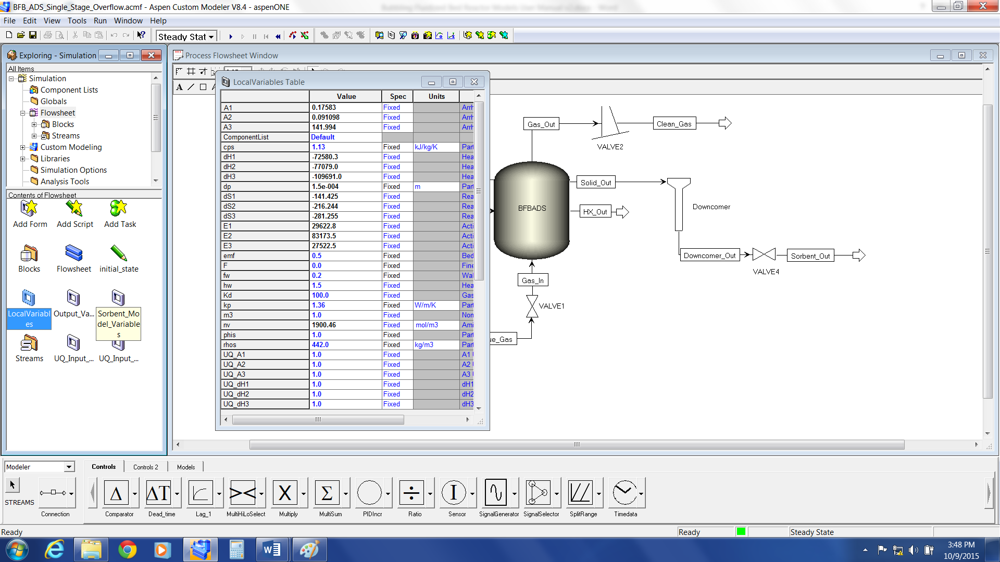 BFB_ADS_Single_Stage_Overflow.acmf - Aspen Custom Modeler V8.4 - aspenONE
File Edit View Tools Run Window Help
Steady Stat
Exploring - Simulation
All Items
Simulation
Component Lists
Globals
Flowsheet
Blocks
Streams
Custom Modeling
Libraries
Simulation Options
Analysis Tools
Contents of Flowsheet
Add Form Add Script Add Task
Blocks Flowsheet initial_state
LocalVariabl
es
Output_Va...
Sorbent_Mo
del_Variable
s
Streams UQ_Input_... UQ_Input_...
Process Flowsheet Window
A
LocalVariables Table
Value Spec Units
A1 0.17583 Fixed Arrh
A2 0.091098 Fixed Arrh
A3 141.994 Fixed Arrh
ComponentList Default
cps 1.13 Fixed kJ/kg/K Part
dH1 -72580.3 Fixed Hea
dH2 -77079.0 Fixed Hea
dH3 -109691.0 Fixed Hea
dp 1.5e-004 Fixed m Part
dS1 -141.425 Fixed Rea
dS2 -216.244 Fixed Rea
dS3 -281.255 Fixed Rea
E1 29622.8 Fixed Acti
E2 83173.5 Fixed Acti
E3 27522.5 Fixed Acti
emf 0.5 Fixed Bed
F 0.0 Fixed Fine
fw 0.2 Fixed Wal
hw 1.5 Fixed Hea
Kd 100.0 Fixed Gas
kp 1.36 Fixed W/m/K Part
m3 1.0 Fixed Non
nv 1900.46 Fixed mol/m3 Ami
phis 1.0 Fixed Part
rhos 442.0 Fixed kg/m3 Part
UQ_A1 1.0 Fixed A1
UQ_A2 1.0 Fixed A2
UQ_A3 1.0 Fixed A3
UQ_dH1 1.0 Fixed dH1
UQ_dH2 1.0 Fixed dH2
UQ_dH3 1.0 Fixed dH3
Gas_Out
Clean_Gas
VALVE2
Solid_Out
BFBADS
HX_Out
Downcomer
Downcomer_Out
Sorbent_Out
VALVE4
Gas_In
VALVE1
ue_Gas
Modeler
Controls Controls 2 Models
STREAMS
Δ ΔT >< X Σ ÷ I
Connection Comparator Dead_time Lag_1 MultiHiLoSelect Multiply MultiSum PIDIncr Ratio Sensor SignalGenerator SignalSelector SplitRange Timedata
Ready
Ready
Steady State
3:48 PM
10/9/2015